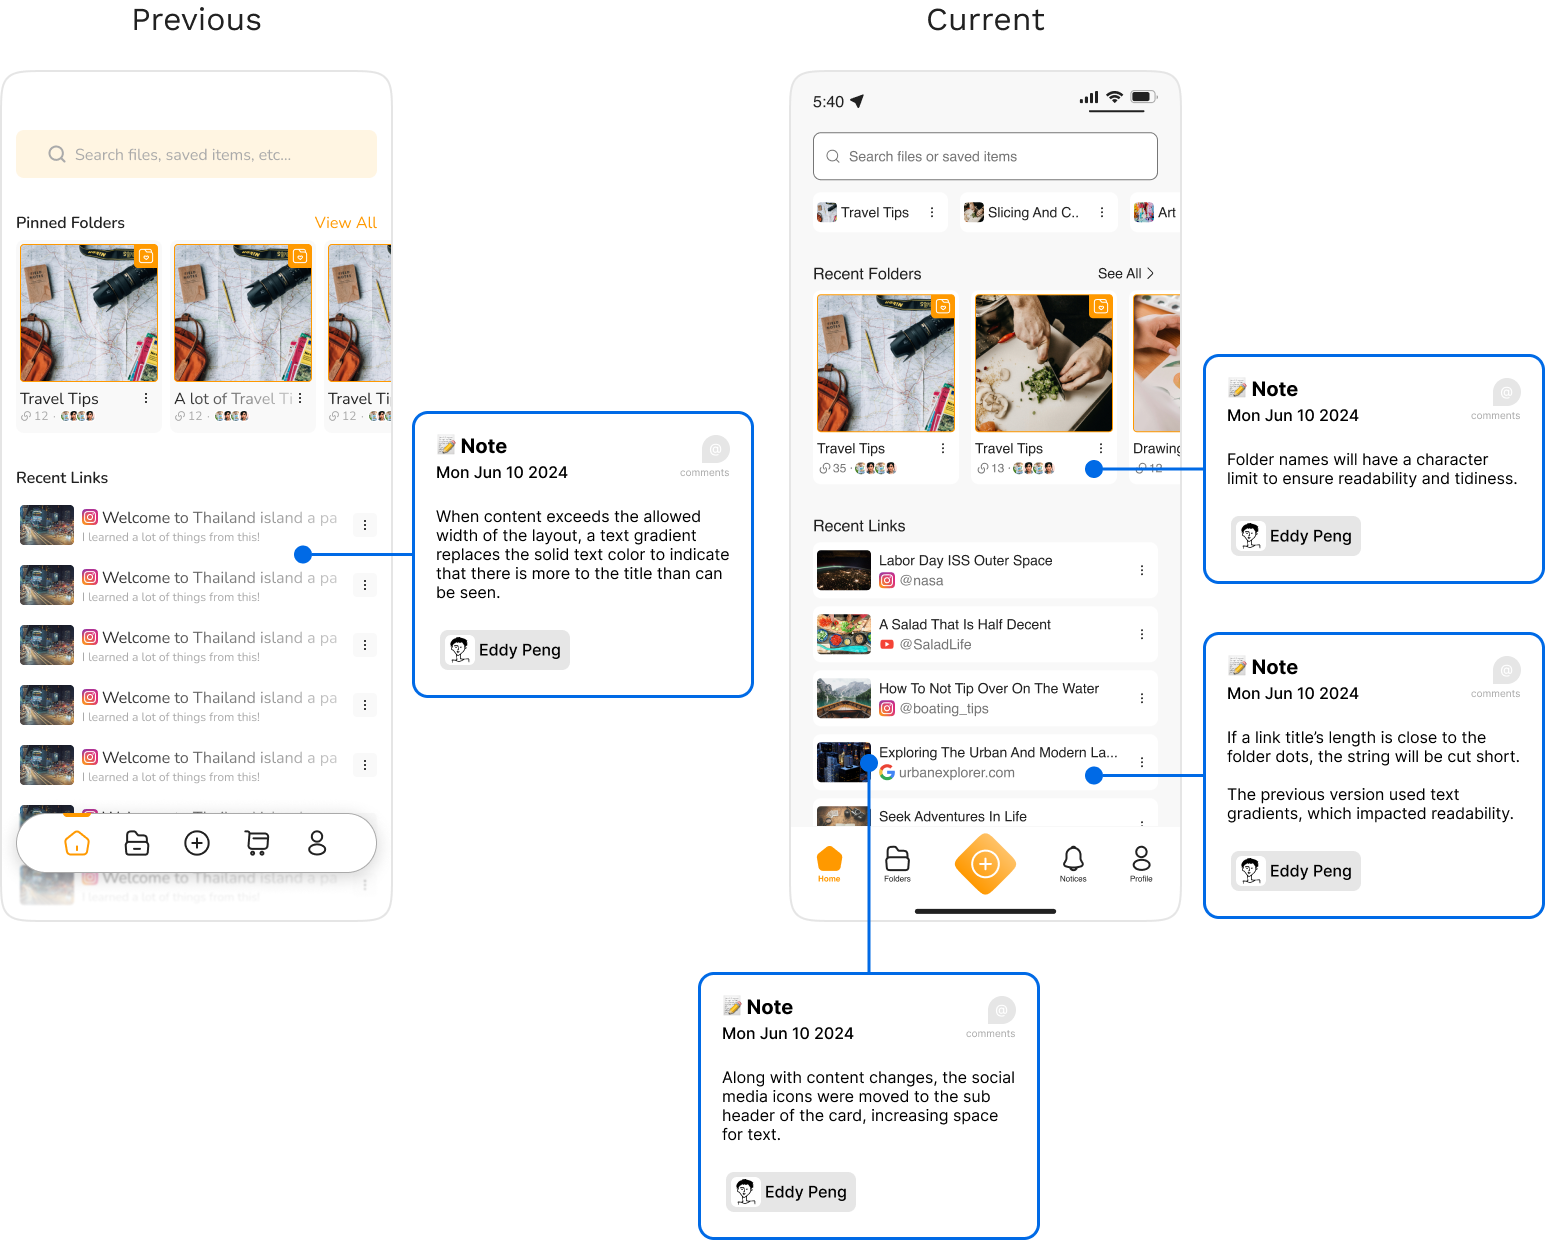 Previous
Search files, saved items, etc...
Pinned Folders
View All
Travel Tips
12
A lot of Travel Ti
12
Travel Ti
12
Recent Links
Welcome to Thailand island a pa
I learned a lot of things from this!
Welcome to Thailand island a pa
I learned a lot of things from this!
Welcome to Thailand island a pa
I learned a lot of things from this!
Welcome to Thailand island a pa
I learned a lot of things from this!
Welcome to Thailand island a pa
I learned a lot of things from this!
Welcome to Thailand island a pa
I learned a lot of things from this!
Note
Mon Jun 10 2024
@
comments
When content exceeds the allowed
width of the layout, a text gradient
replaces the solid text color to indicate
that there is more to the title than can
be seen.
Eddy Peng
Current
5:40
Search files or saved items
Travel Tips
Slicing And C..
Art
Recent Folders
See All
Travel Tips
35
Travel Tips
13
Drawing
12
Recent Links
Labor Day ISS Outer Space
@nasa
A Salad That Is Half Decent
@SaladLife
How To Not Tip Over On The Water
@boating_tips
Exploring The Urban And Modern La...
urbanexplorer.com
Seek Adventures In Life
Home
Folders
Notices
Profile
Note
Mon Jun 10 2024
@
comments
Folder names will have a character
limit to ensure readability and tidiness.
Eddy Peng
Note
Mon Jun 10 2024
@
comments
If a link title’s length is close to the
folder dots, the string will be cut short.
The previous version used text
gradients, which impacted readability.
Eddy Peng
Note
Mon Jun 10 2024
@
comments
Along with content changes, the social
media icons were moved to the sub
header of the card, increasing space
for text.
Eddy Peng